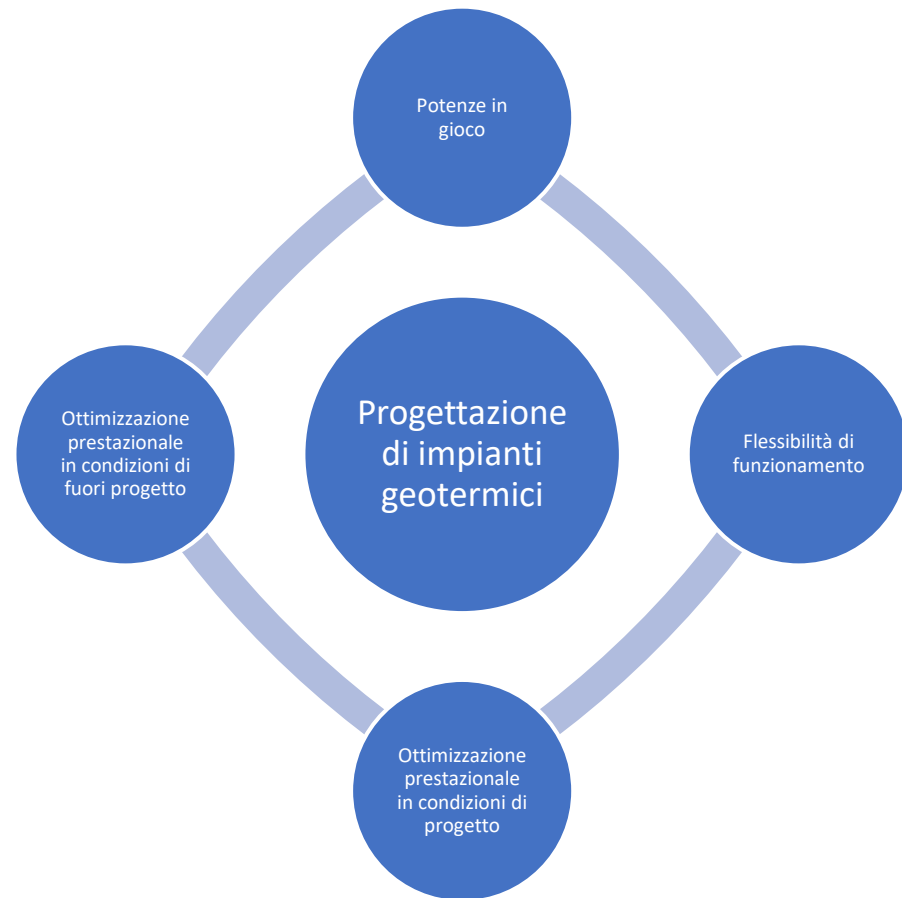 Potenze in
gioco
Ottimizzazione
prestazionale
in condizioni di
fuori progetto
Progettazione
di impianti
geotermici
Flessibilità di
funzionamento
Ottimizzazione
prestazionale
in condizioni di
progetto